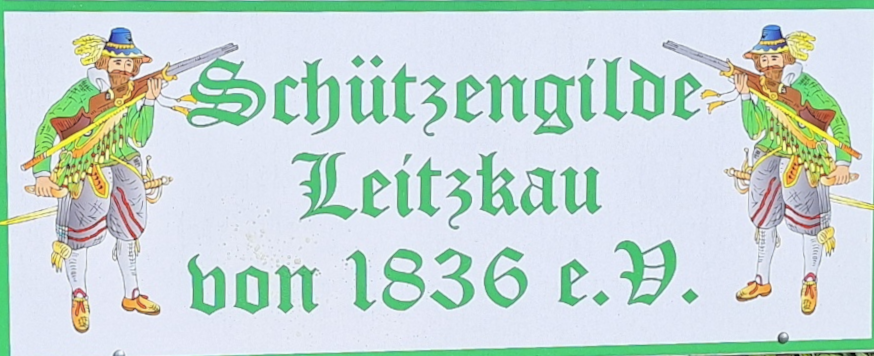 Schützengilde
Leitzkau
von 1836 e.V.